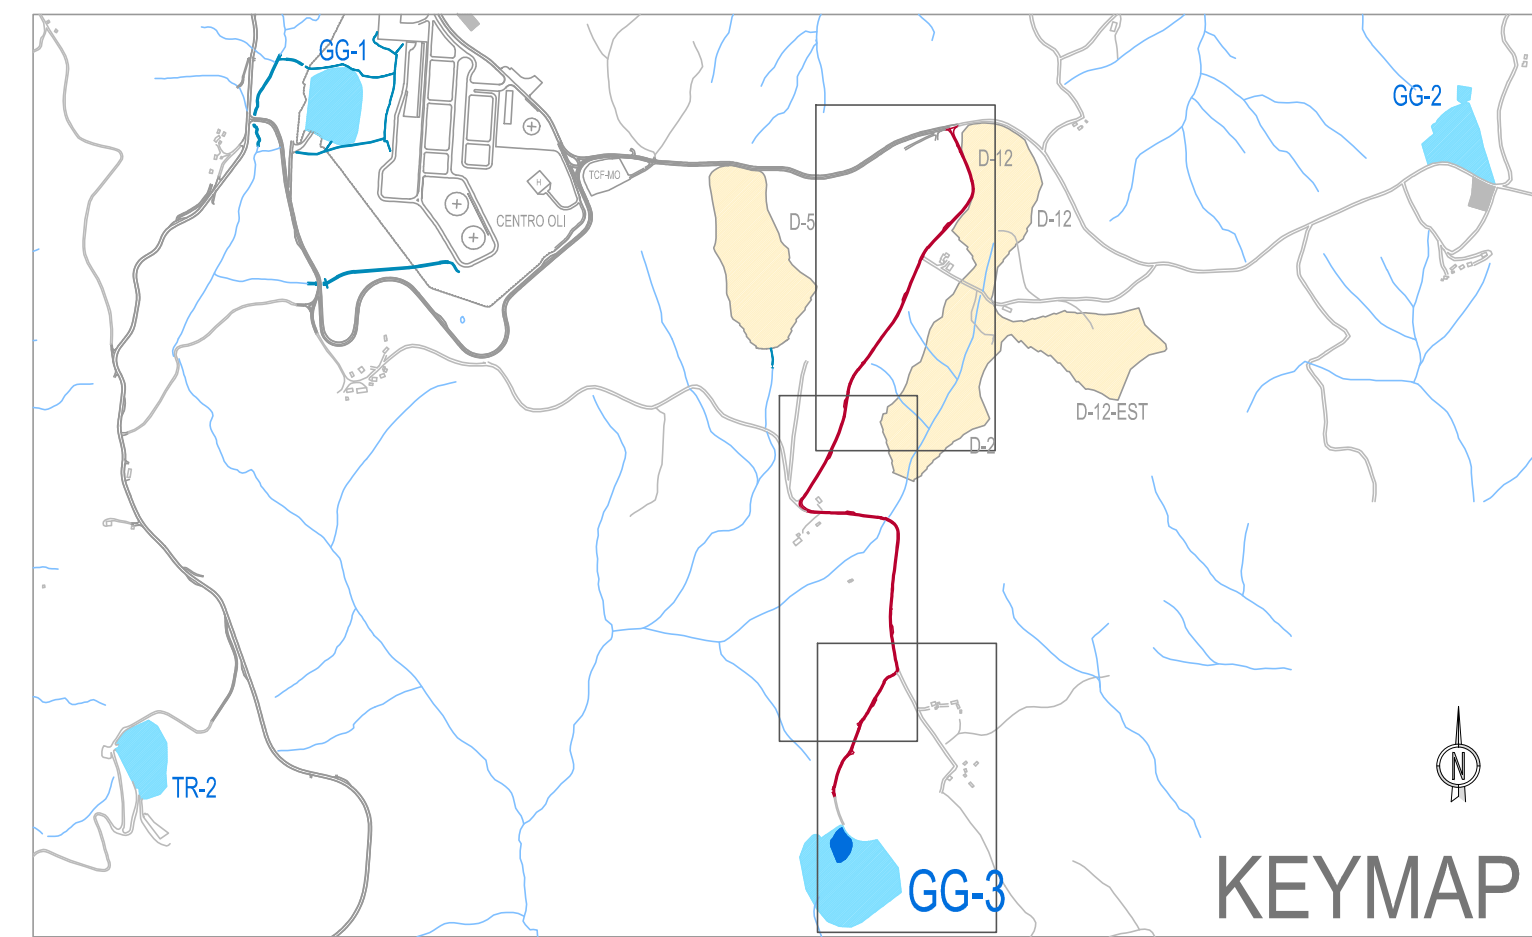 GG-1
GG-2
TCF-MO
H
CENTRO OLI
D-5
D-12
D-12
D-12-EST
D-2
TR-2
N
GG-3
KEYMAP